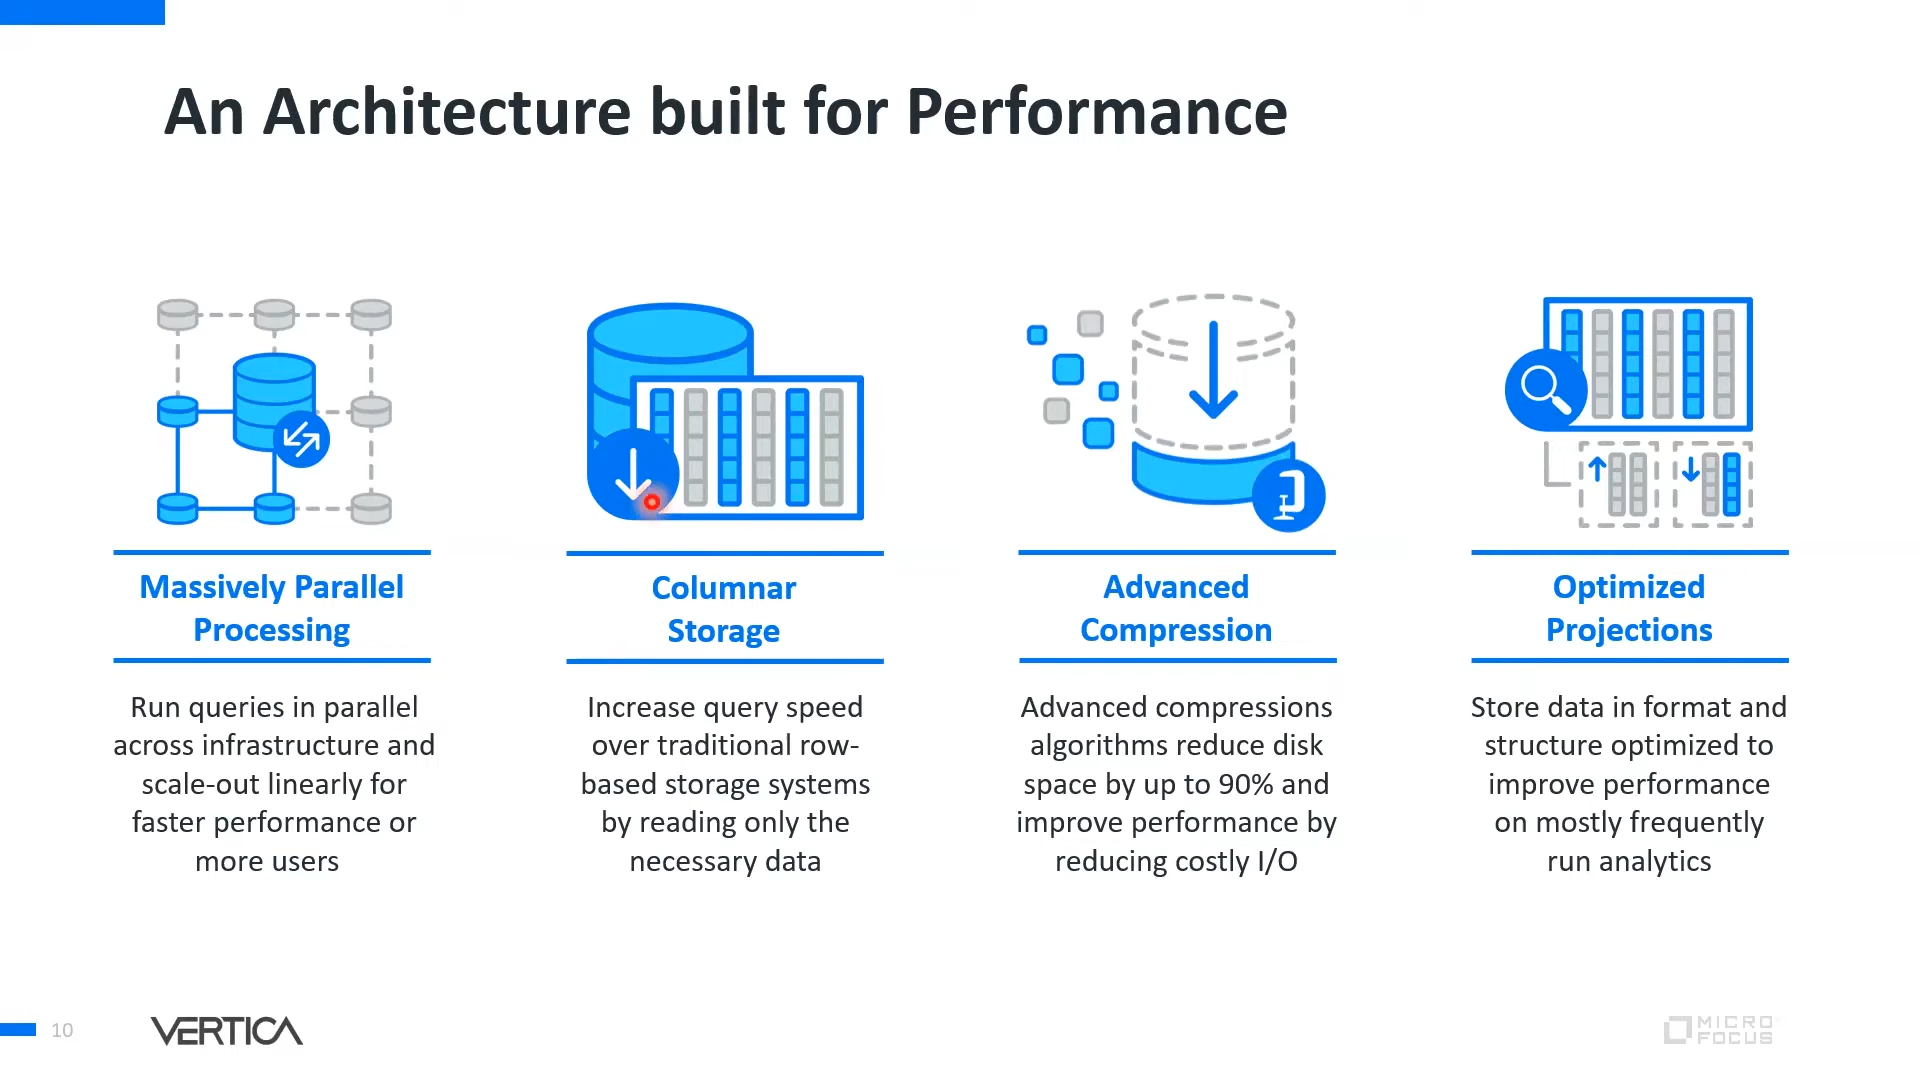 An Architecture built for Performance
Massively Parallel
Processing
Run queries in parallel
across infrastructure and
scale-out linearly for
faster performance or
more users
Columnar
Storage
Increase query speed
over traditional row-
based storage systems
by reading only the
necessary data
Advanced
Compression
Advanced compressions
algorithms reduce disk
space by up to 90% and
improve performance by
reducing costly I/O
Optimized
Projections
Store data in format and
structure optimized to
improve performance
on mostly frequently
run analytics
10
VERTICA
MICRO
FOCUS